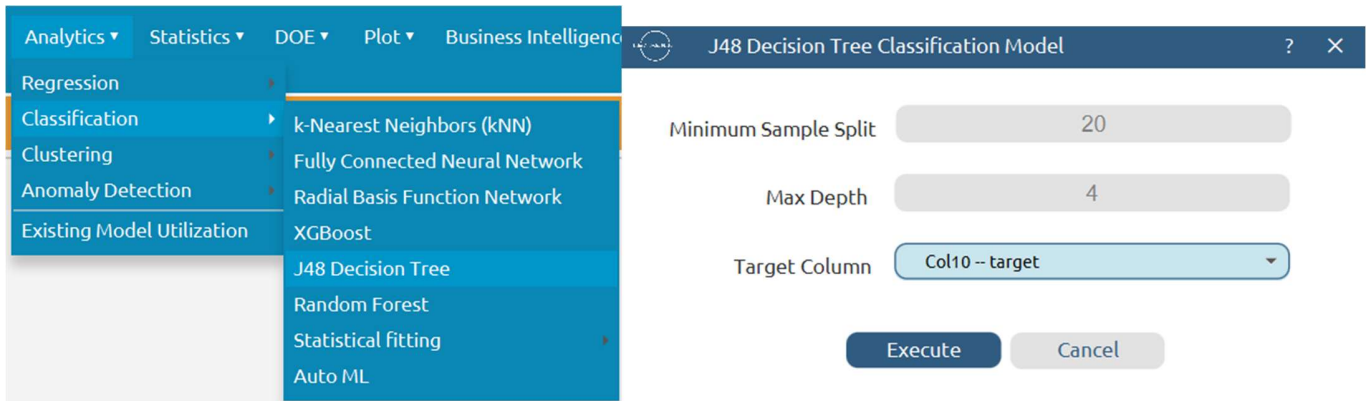 Analytics ▾ Statistics ▾ DOE ▾ Plot ▾ Business Intelligenc
Regression
Classification
Clustering
Anomaly Detection
Existing Model Utilization
k-Nearest Neighbors (kNN)
Fully Connected Neural Network
Radial Basis Function Network
XGBoost
J48 Decision Tree
Random Forest
Statistical fitting
Auto ML
J48 Decision Tree Classification Model ? ✕
Minimum Sample Split 20
Max Depth 4
Target Column Col10 -- target
Execute Cancel